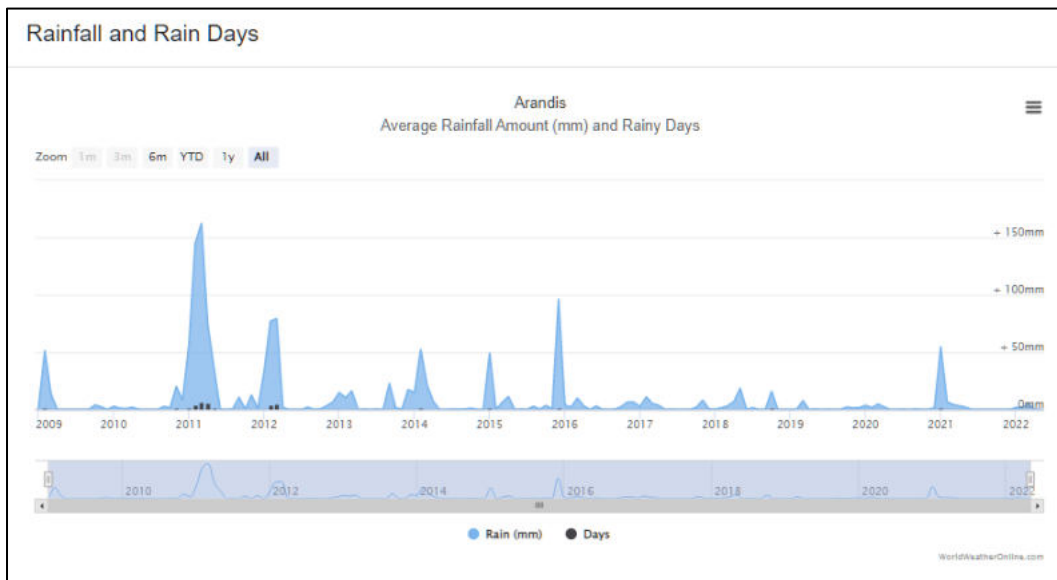 Rainfall and Rain Days
Arandis
Average Rainfall Amount (mm) and Rainy Days
Zoom 1m 3m 6m YTD 1y All
+ 150mm
+ 100mm
+ 50mm
0mm
2009 2010 2011 2012 2013 2014 2015 2016 2017 2018 2019 2020 2021 2022
2010 2012 2014 2016 2018 2020 2022
Rain (mm) Days
WorldWeatherOnline.com